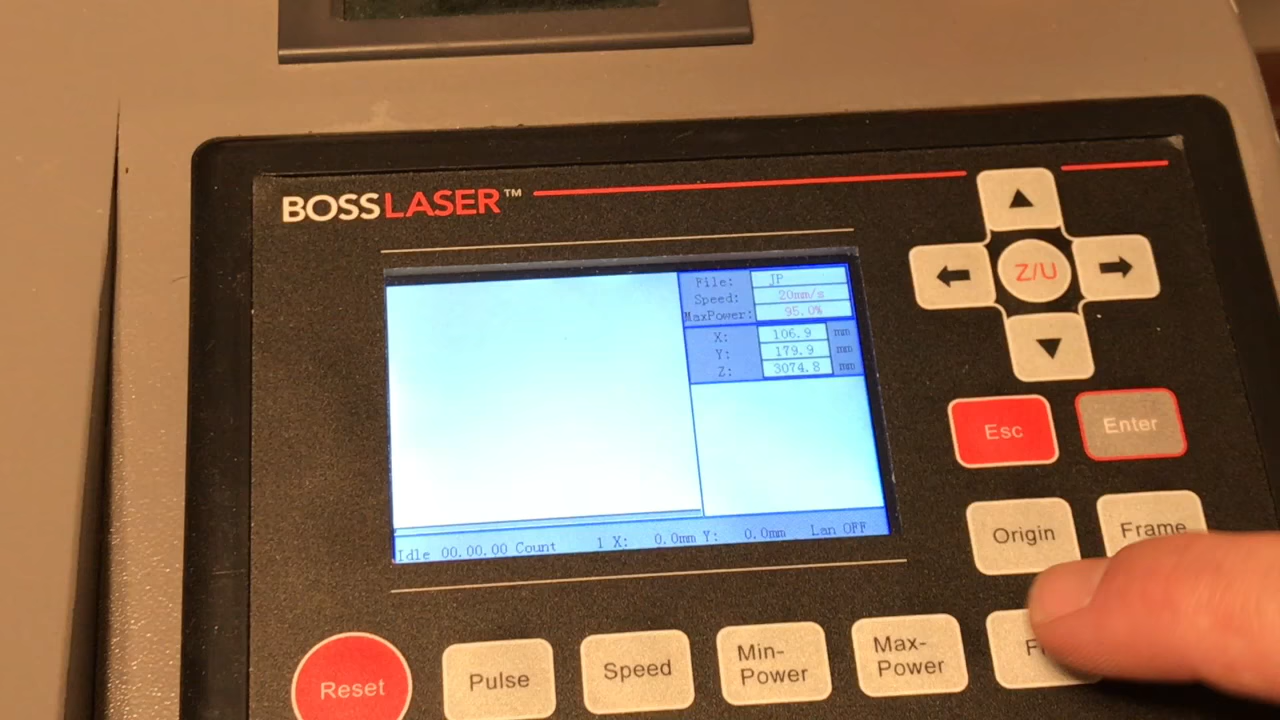 BOSSLASER™
File: JP
Speed: 20mm/s
MaxPower: 95.0%
X: 106.9 mm
Y: 179.9 mm
Z: 3074.8 mm
Idle 00.00.00 Count 1 X: 0.0mm Y: 0.0mm Lan OFF
Z/U
Esc
Enter
Origin
Frame
Reset
Pulse
Speed
Min-
Power
Max-
Power